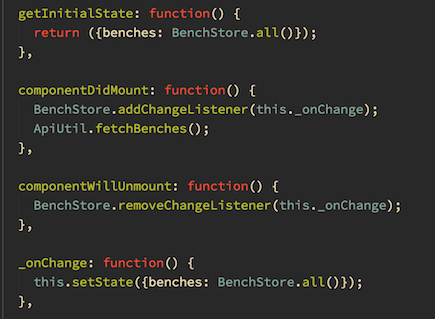 getInitialState: function() {
  return ({benches: BenchStore.all()});
},

componentDidMount: function() {
  BenchStore.addChangeListener(this._onChange);
  ApiUtil.fetchBenches();
},

componentWillUnmount: function() {
  BenchStore.removeChangeListener(this._onChange);
},

_onChange: function() {
  this.setState({benches: BenchStore.all()});
},